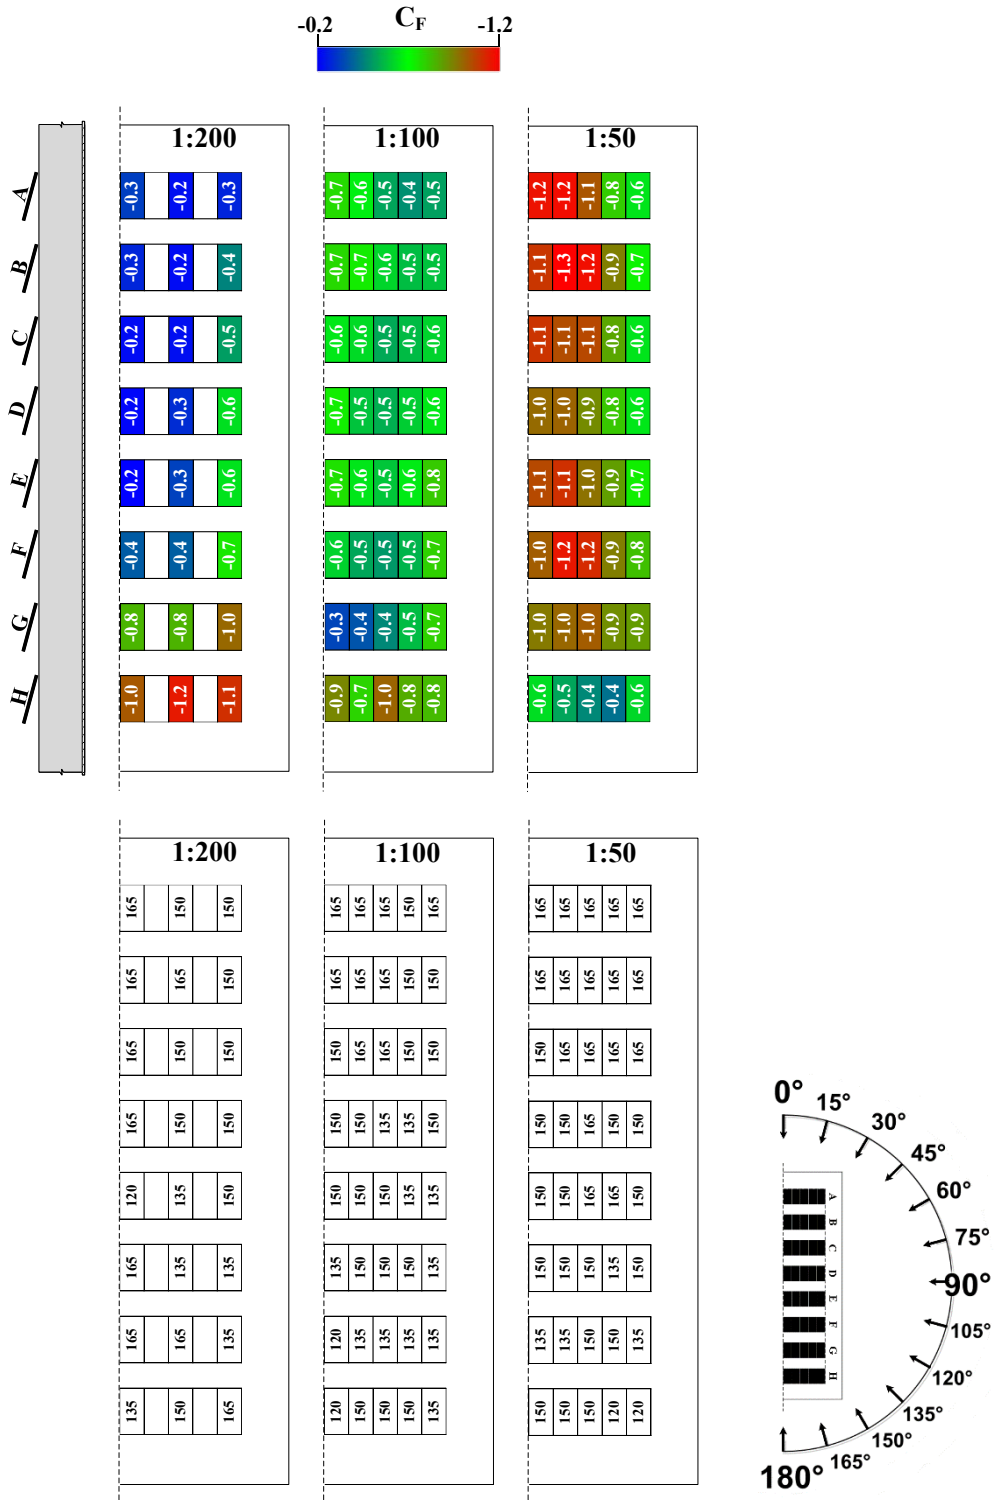 C_F
-0.2 -1.2
1:200 1:100 1:50
A -0.3 -0.2 -0.3 -0.7 -0.6 -0.5 -0.4 -0.5 -1.2 -1.2 -1.1 -0.8 -0.6
B -0.3 -0.2 -0.4 -0.7 -0.7 -0.6 -0.5 -0.5 -1.1 -1.3 -1.2 -0.9 -0.7
C -0.2 -0.2 -0.5 -0.6 -0.6 -0.5 -0.5 -0.6 -1.1 -1.1 -1.1 -0.8 -0.6
D -0.2 -0.3 -0.6 -0.7 -0.5 -0.5 -0.5 -0.6 -1.0 -1.0 -0.9 -0.8 -0.6
E -0.2 -0.3 -0.6 -0.7 -0.6 -0.5 -0.6 -0.8 -1.1 -1.1 -1.0 -0.9 -0.7
F -0.4 -0.4 -0.7 -0.6 -0.5 -0.5 -0.5 -0.7 -1.0 -1.2 -1.2 -0.9 -0.8
G -0.8 -0.8 -1.0 -0.3 -0.4 -0.4 -0.5 -0.7 -1.0 -1.0 -1.0 -0.9 -0.9
H -1.0 -1.2 -1.1 -0.9 -0.7 -1.0 -0.8 -0.8 -0.6 -0.5 -0.4 -0.4 -0.6
1:200 1:100 1:50
165 150 150 165 165 165 150 165 165 165 165 165 165
165 165 150 165 165 165 150 150 165 165 165 165 165
165 150 150 150 165 165 150 150 150 165 165 165 165
165 150 150 150 150 135 135 150 150 150 165 150 150
120 135 150 150 150 150 135 135 150 150 165 165 150
165 135 135 135 150 150 150 135 150 150 150 135 150
165 165 135 120 135 135 135 135 135 135 150 150 135
135 150 165 120 150 150 150 135 150 150 150 120 120
0°
15°
30°
45°
60°
75°
90°
105°
120°
135°
150°
165°
180°
A
B
C
D
E
F
G
H